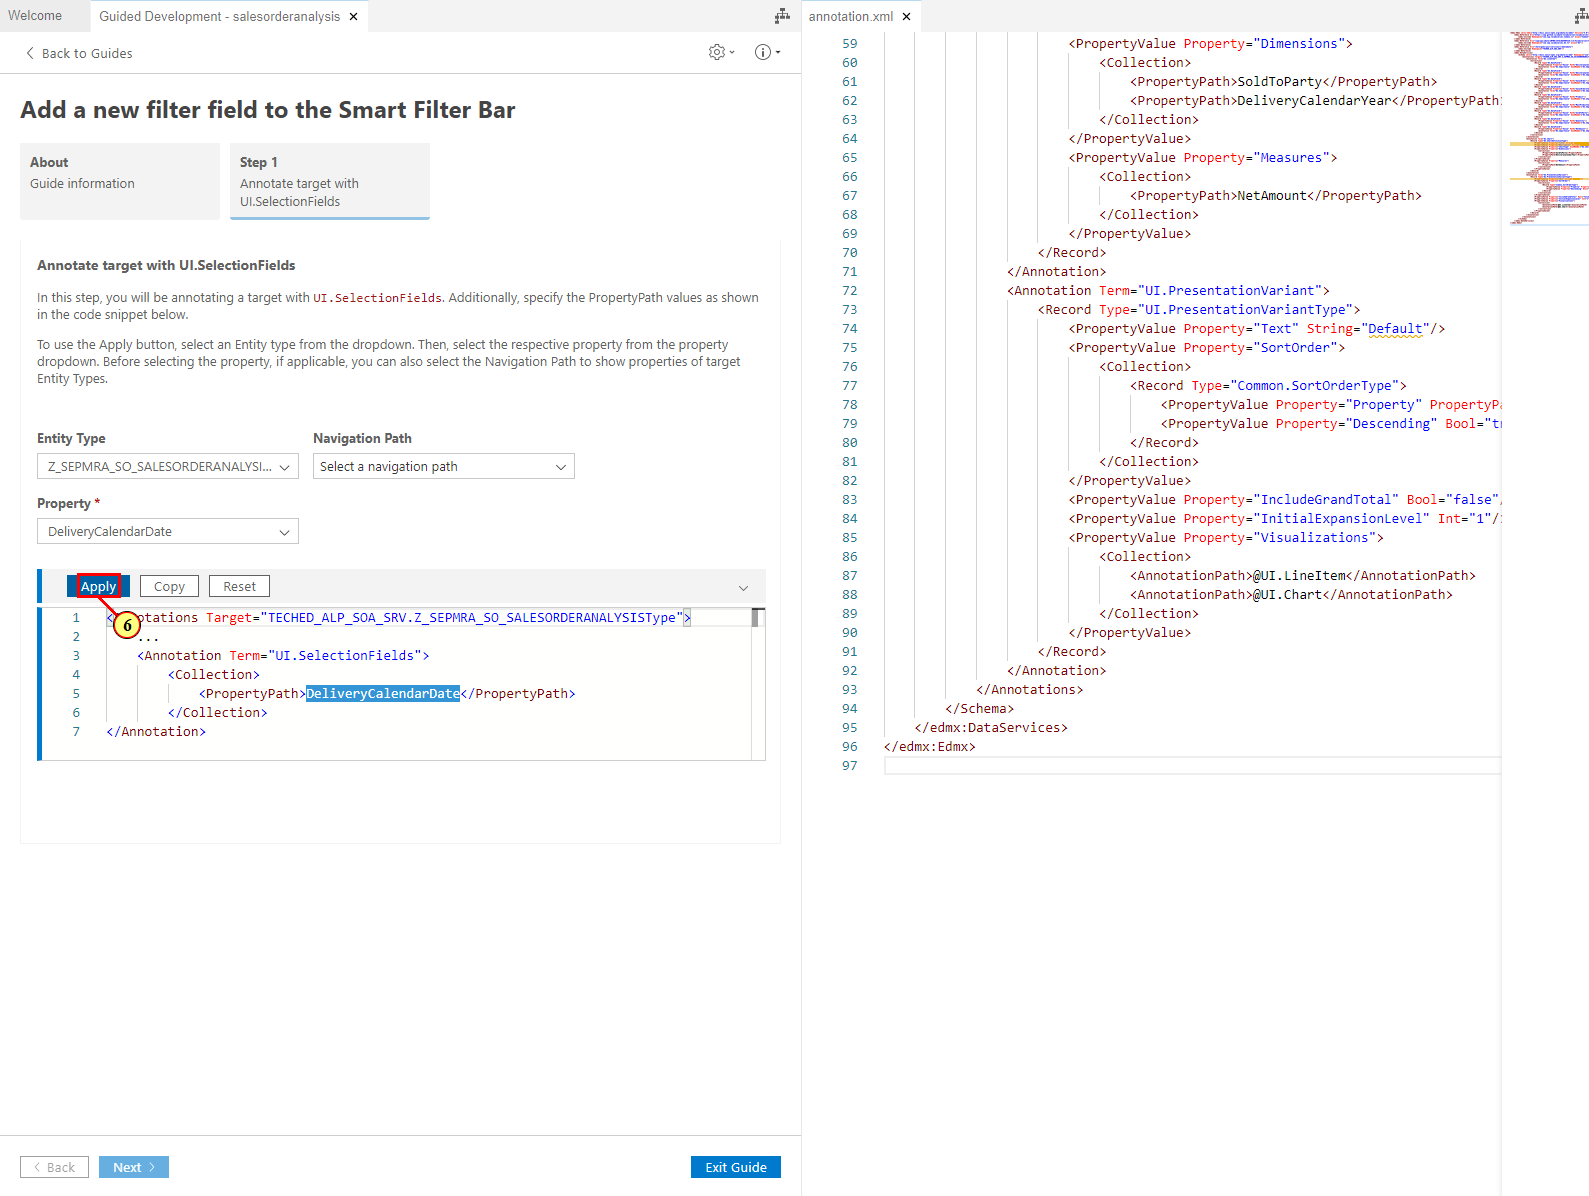 Welcome
Guided Development - salesorderanalysis
Back to Guides
Add a new filter field to the Smart Filter Bar
About
Guide information
Step 1
Annotate target with
UI.SelectionFields
Annotate target with UI.SelectionFields
In this step, you will be annotating a target with UI.SelectionFields. Additionally, specify the PropertyPath values as shown
in the code snippet below.
To use the Apply button, select an Entity type from the dropdown. Then, select the respective property from the property
dropdown. Before selecting the property, if applicable, you can also select the Navigation Path to show properties of target
Entity Types.
Entity Type
Navigation Path
Z_SEPMRA_SO_SALESORDERANALYSI...
Select a navigation path
Property *
DeliveryCalendarDate
Apply
Copy
Reset
6
1 otations Target="TECHED_ALP_SOA_SRV.Z_SEPMRA_SO_SALESORDERANALYSISType">
2 ...
3 <Annotation Term="UI.SelectionFields">
4 <Collection>
5 <PropertyPath>DeliveryCalendarDate</PropertyPath>
6 </Collection>
7 </Annotation>
Back
Next
Exit Guide
annotation.xml
59 <PropertyValue Property="Dimensions">
60 <Collection>
61 <PropertyPath>SoldToParty</PropertyPath>
62 <PropertyPath>DeliveryCalendarYear</PropertyPath
63 </Collection>
64 </PropertyValue>
65 <PropertyValue Property="Measures">
66 <Collection>
67 <PropertyPath>NetAmount</PropertyPath>
68 </Collection>
69 </PropertyValue>
70 </Record>
71 </Annotation>
72 <Annotation Term="UI.PresentationVariant">
73 <Record Type="UI.PresentationVariantType">
74 <PropertyValue Property="Text" String="Default"/>
75 <PropertyValue Property="SortOrder">
76 <Collection>
77 <Record Type="Common.SortOrderType">
78 <PropertyValue Property="Property" PropertyPa
79 <PropertyValue Property="Descending" Bool="t
80 </Record>
81 </Collection>
82 </PropertyValue>
83 <PropertyValue Property="IncludeGrandTotal" Bool="false"/
84 <PropertyValue Property="InitialExpansionLevel" Int="1"/
85 <PropertyValue Property="Visualizations">
86 <Collection>
87 <AnnotationPath>@UI.LineItem</AnnotationPath>
88 <AnnotationPath>@UI.Chart</AnnotationPath>
89 </Collection>
90 </PropertyValue>
91 </Record>
92 </Annotation>
93 </Annotations>
94 </Schema>
95 </edmx:DataServices>
96 </edmx:Edmx>
97